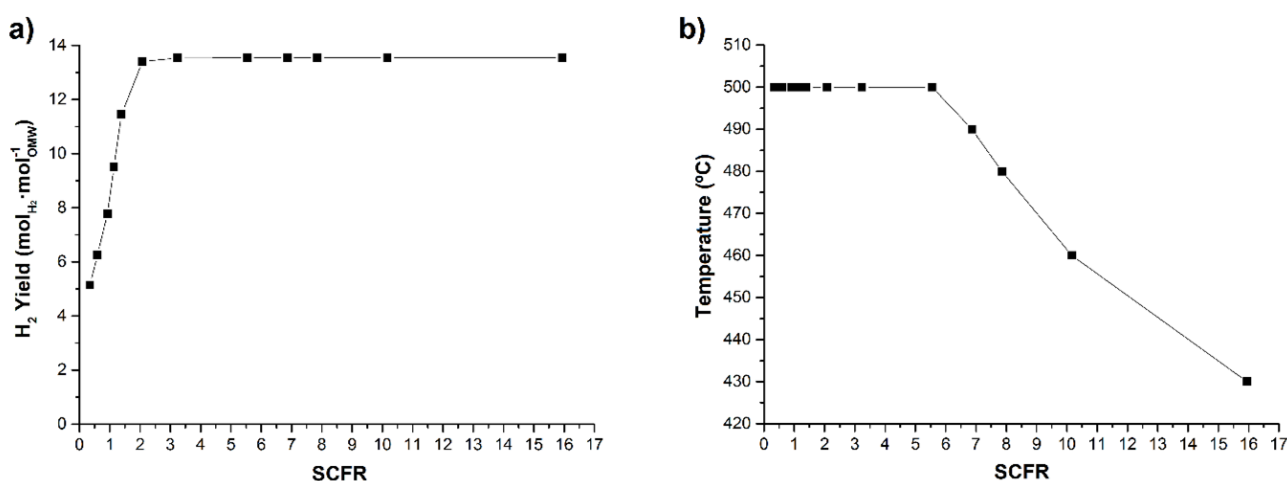 a)
H₂ Yield (mol_H₂·mol⁻¹_OMW)
14
12
10
8
6
4
2
0
0 1 2 3 4 5 6 7 8 9 10 11 12 13 14 15 16 17
SCFR
b)
Temperature (ºC)
510
500
490
480
470
460
450
440
430
420
0 1 2 3 4 5 6 7 8 9 10 11 12 13 14 15 16 17
SCFR